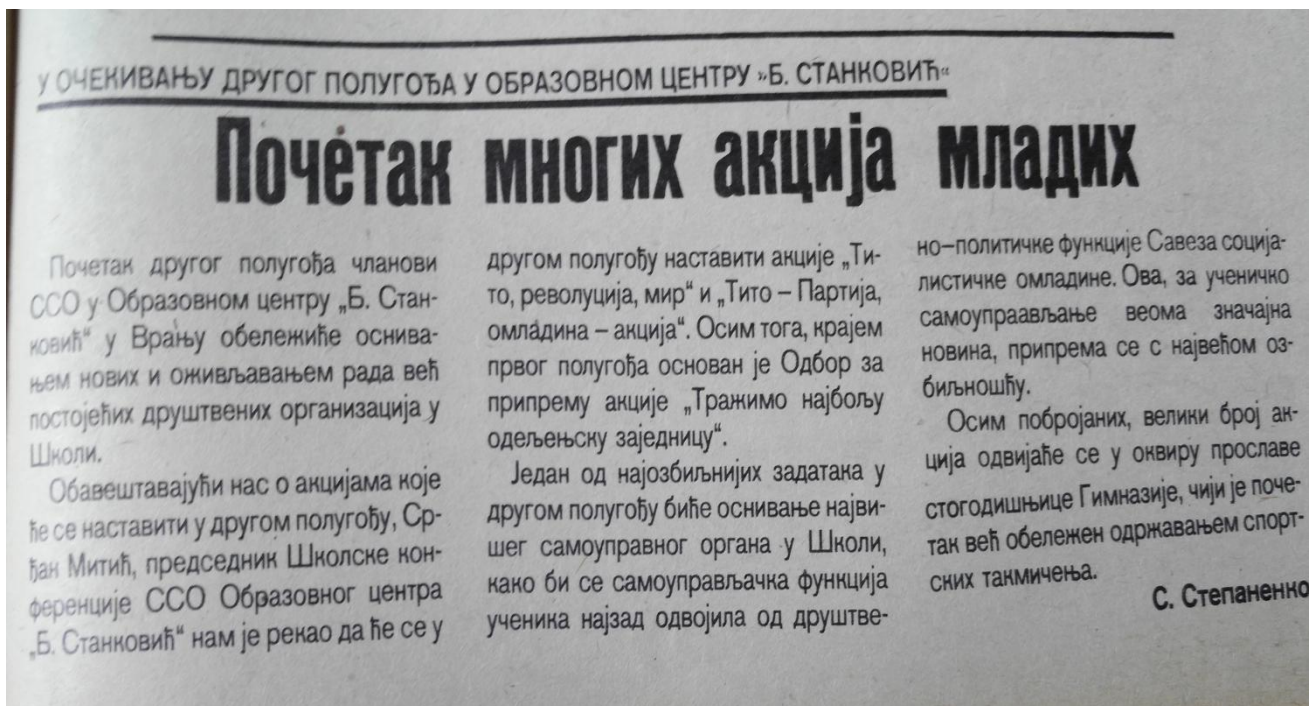 У ОЧЕКИВАЊУ ДРУГОГ ПОЛУГОЂА У ОБРАЗОВНОМ ЦЕНТРУ »Б. СТАНКОВИЋ«
Почетак многих акција младих
Почетак другог полугођа чланови
ССО у Образовном центру „Б. Стан-
ковић“ у Врању обележиће оснива-
њем нових и оживљавањем рада већ
постојећих друштвених организација у
Школи.
Обавештавајући нас о акцијама које
ће се наставити у другом полугођу, Ср-
ђан Митић, председник Школске кон-
ференције ССО Образовног центра
„Б. Станковић“ нам је рекао да ће се у
другом полугођу наставити акције „Ти-
то, револуција, мир“ и „Тито – Партија,
омладина – акција“. Осим тога, крајем
првог полугођа основан је Одбор за
припрему акције „Тражимо најбољу
одељењску заједницу“.
Један од најозбиљнијих задатака у
другом полугођу биће оснивање највi-
шег самоуправног органа у Школи,
како би се самоуправљачка функција
ученика најзад одвојила од друштве-
но–политичке функције Савеза соција-
листичке омладине. Ова, за ученичко
самоупраављање веома значајна
новина, припрема се с највећом оз-
биљношћу.
Осим побројаних, велики број ак-
ција одвијаће се у оквиру прославе
стогодишњице Гимназије, чији је поче-
так већ обележен одржавањем спорт-
ских такмичења.
С. Степаненко